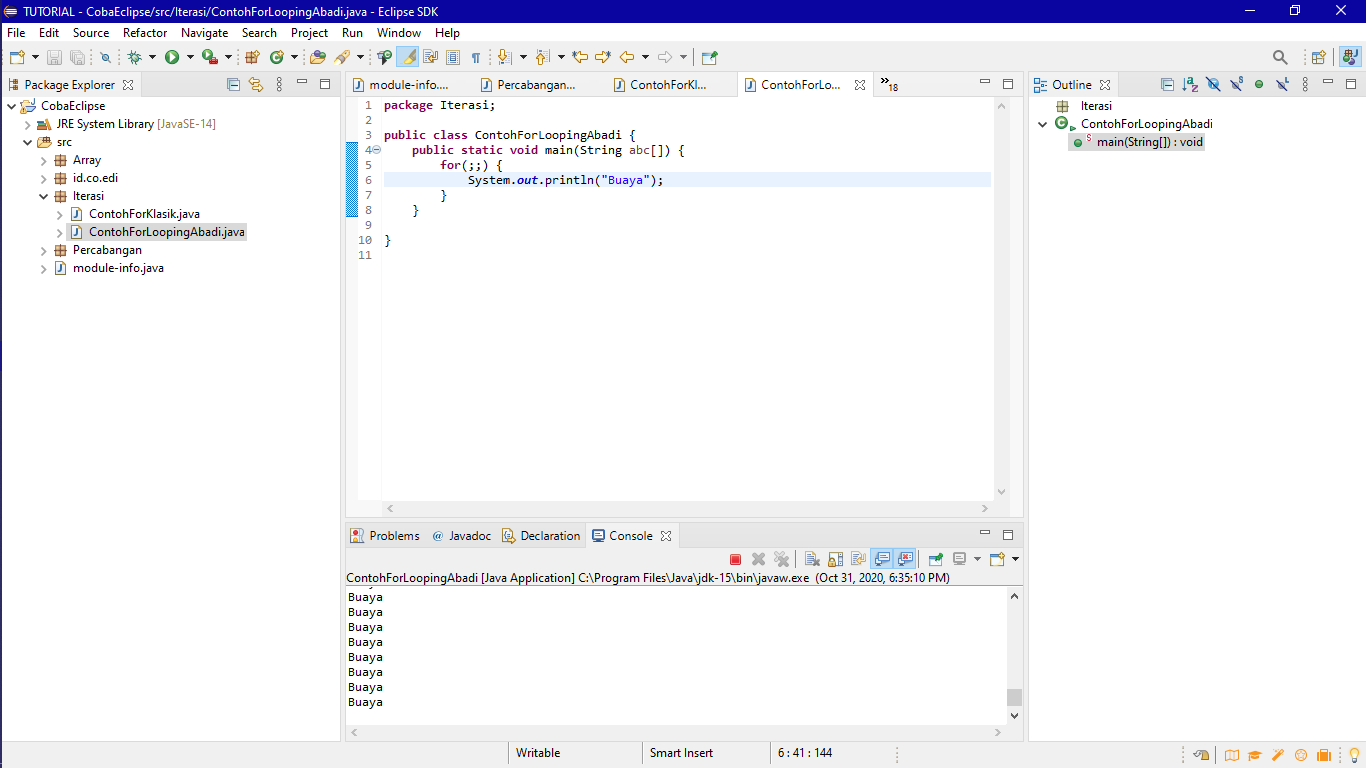 TUTORIAL - CobaEclipse/src/Iterasi/ContohForLoopingAbadi.java - Eclipse SDK
File Edit Source Refactor Navigate Search Project Run Window Help
Package Explorer
CobaEclipse
JRE System Library [JavaSE-14]
src
Array
id.co.edi
Iterasi
ContohForKlasik.java
ContohForLoopingAbadi.java
Percabangan
module-info.java
module-info.... Percabangan... ContohForKl... ContohForLo... »18
1 package Iterasi;
2
3 public class ContohForLoopingAbadi {
4 public static void main(String abc[]) {
5 for(;;) {
6 System.out.println("Buaya");
7 }
8 }
9
10 }
11
Outline
Iterasi
ContohForLoopingAbadi
main(String[]) : void
Problems @ Javadoc Declaration Console
ContohForLoopingAbadi [Java Application] C:\Program Files\Java\jdk-15\bin\javaw.exe (Oct 31, 2020, 6:35:10 PM)
Buaya
Buaya
Buaya
Buaya
Buaya
Buaya
Buaya
Buaya
Writable Smart Insert 6 : 41 : 144